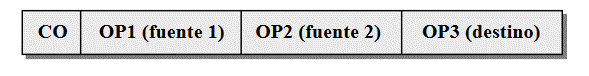 CO OP1 (fuente 1) OP2 (fuente 2) OP3 (destino)